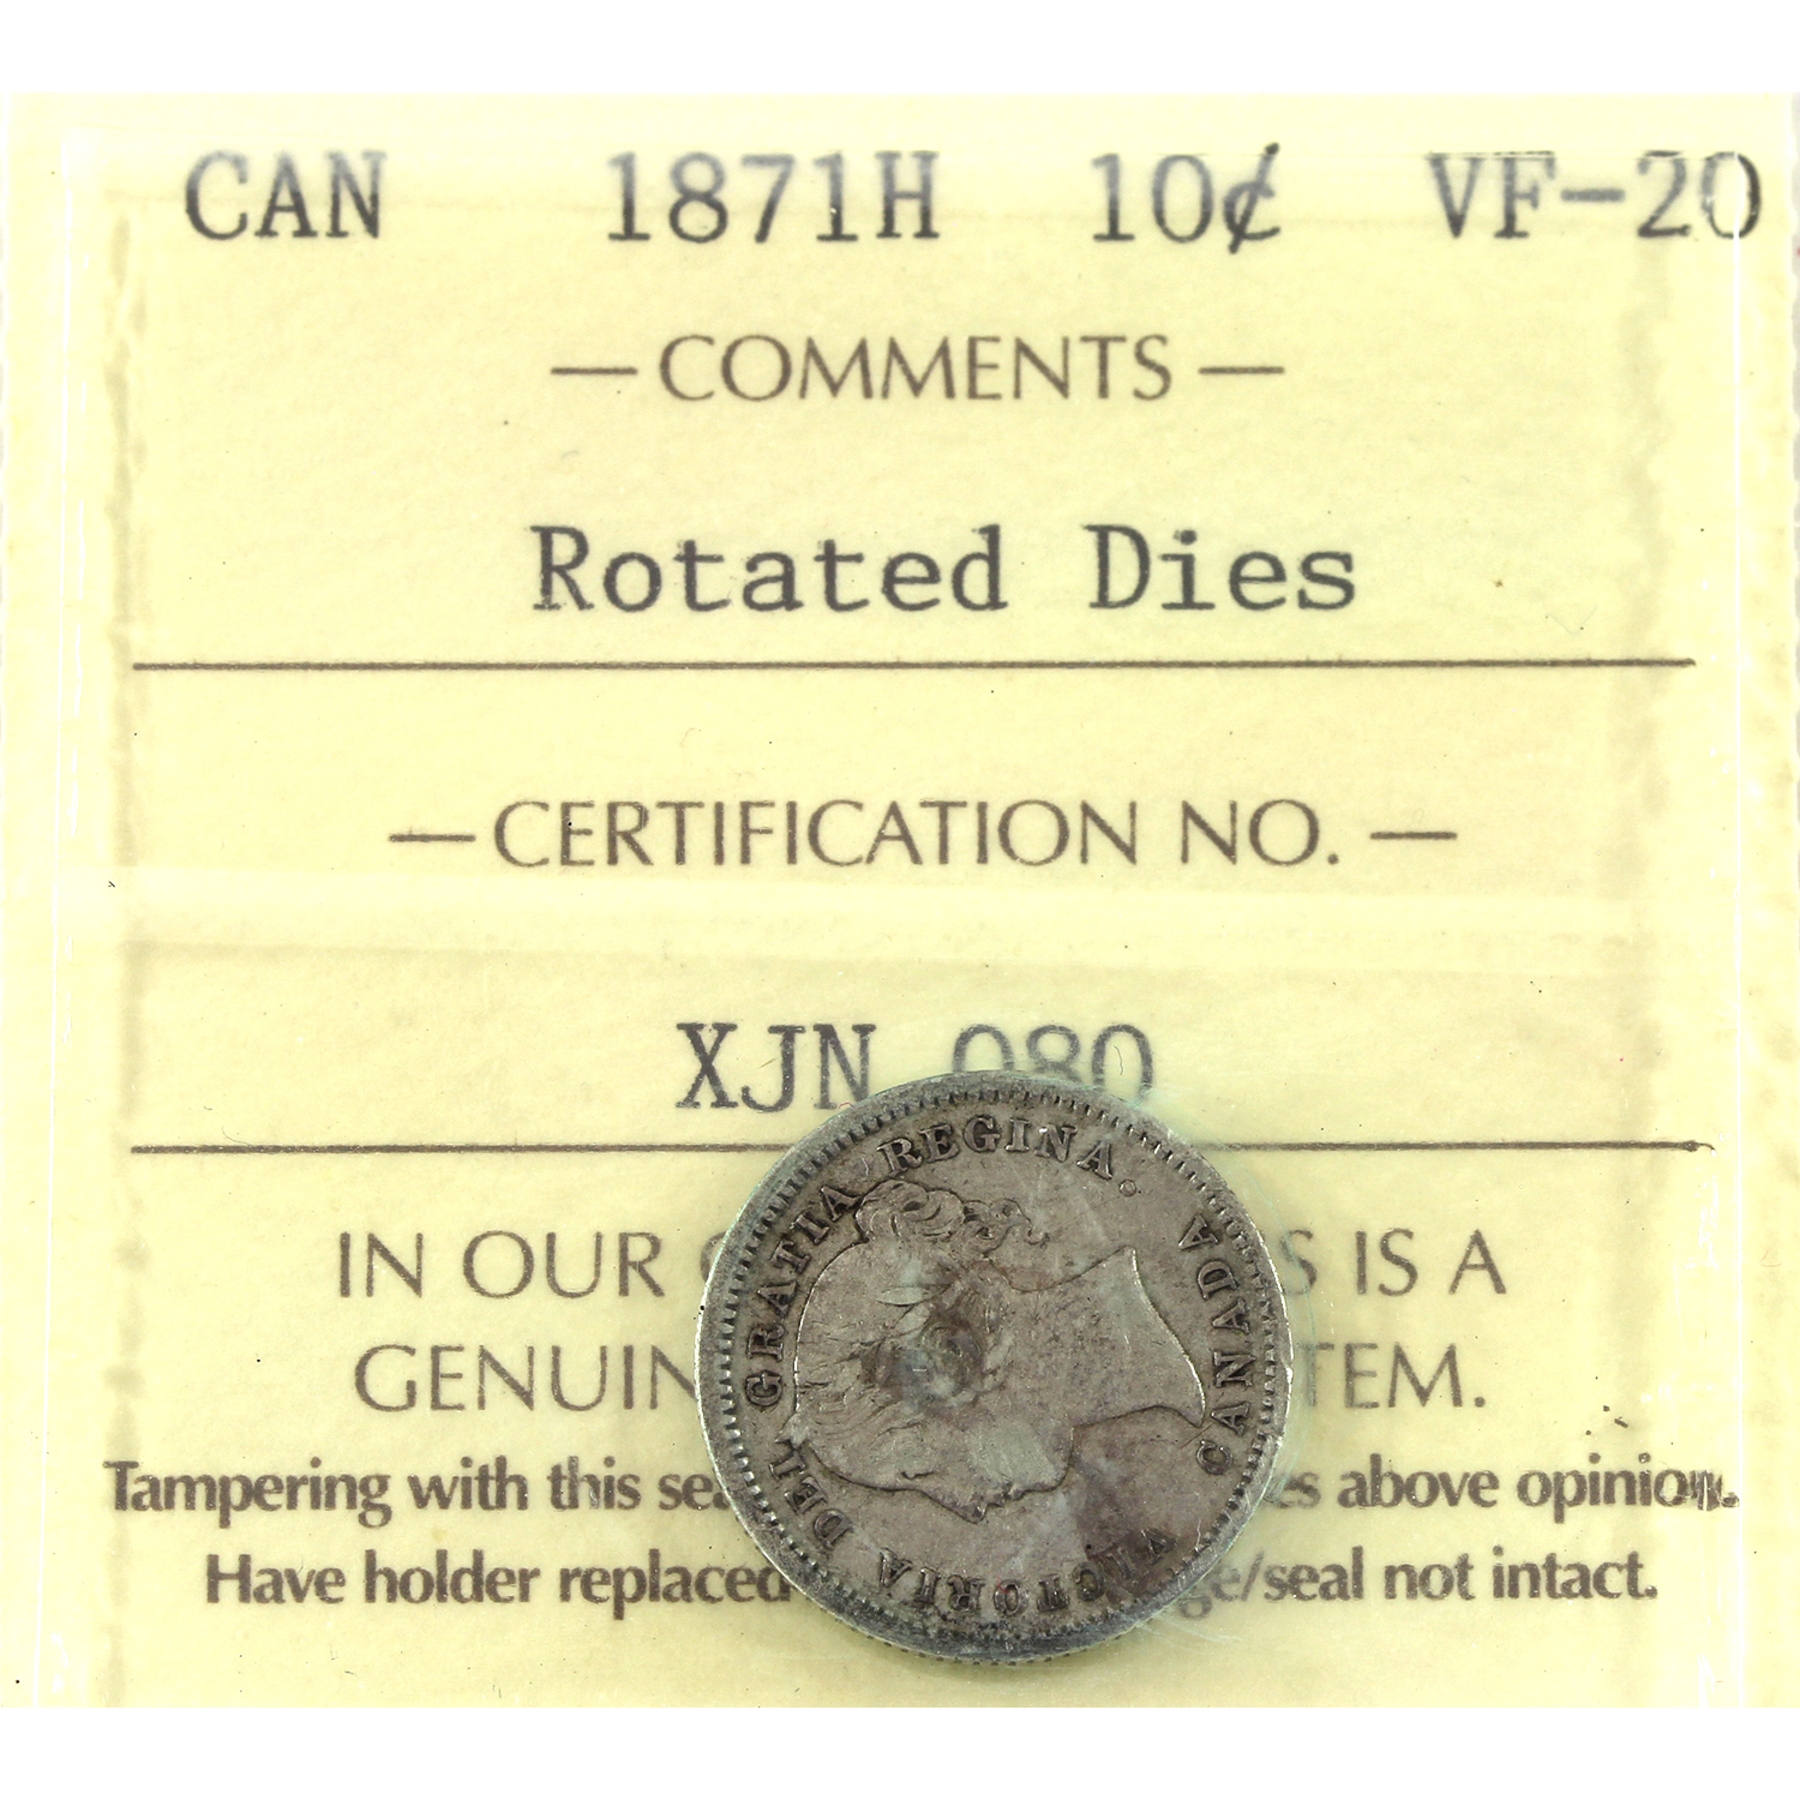 CAN 1871H 10¢ VF-20
— COMMENTS —
Rotated Dies
— CERTIFICATION NO. —
XJN 080
IN OUR IS A
GENUIN TEM.
Tampering with this sea es above opinion.
Have holder replaced ge/seal not intact.
VICTORIA DEI GRATIA REGINA.
CANADA